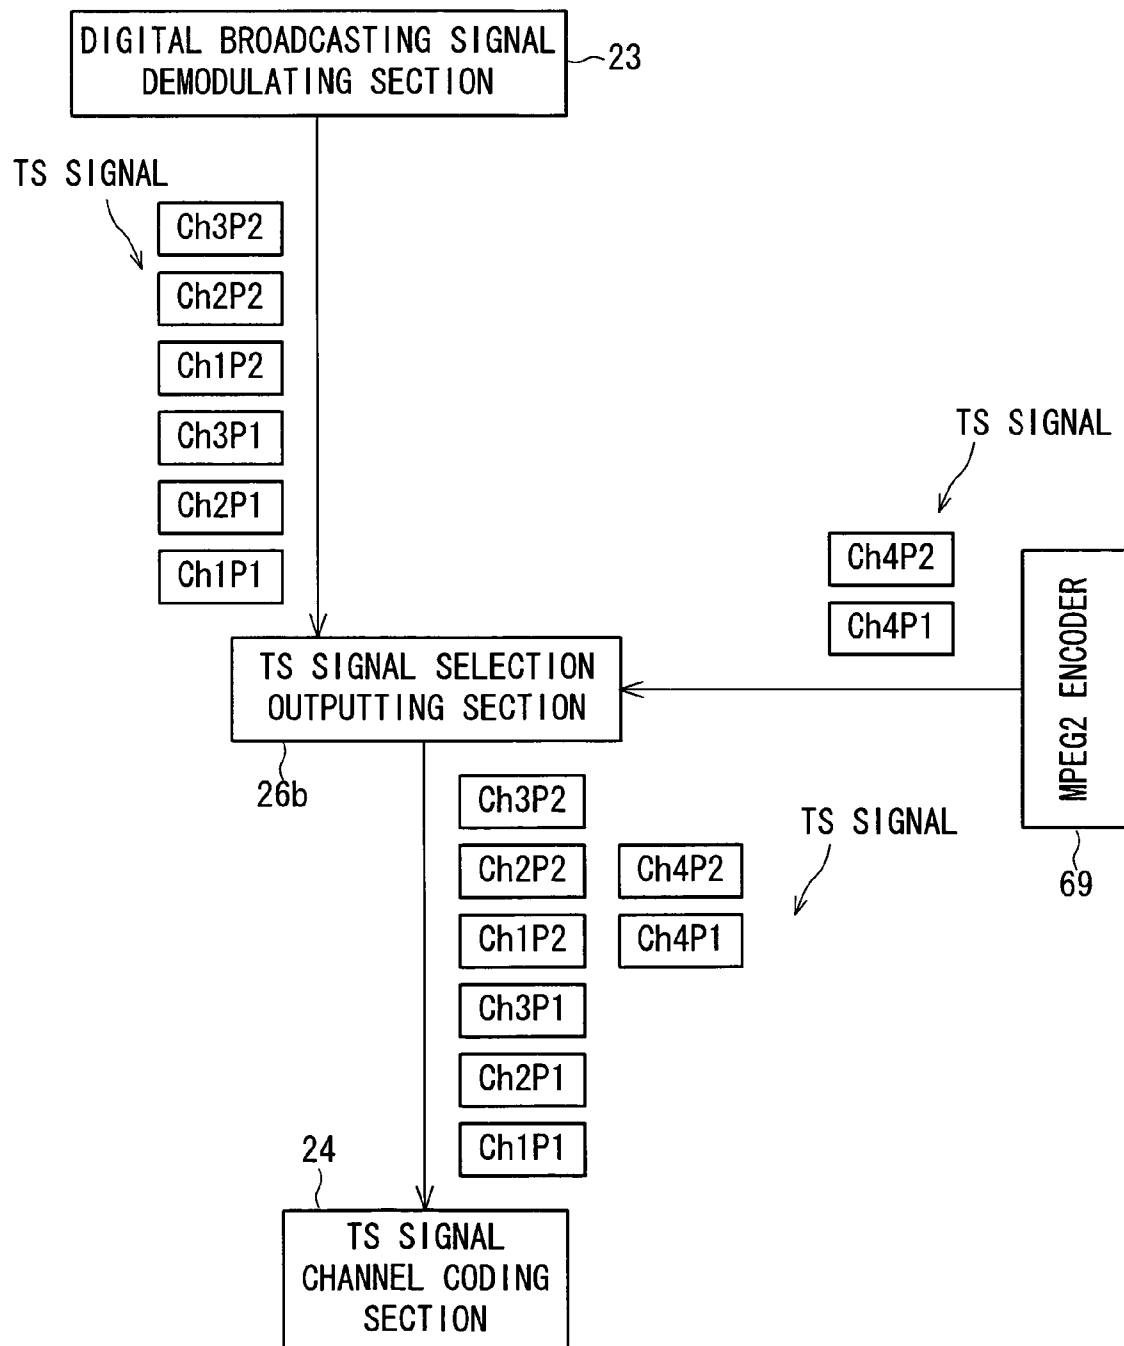 DIGITAL BROADCASTING SIGNAL
DEMODULATING SECTION
23
TS SIGNAL
Ch3P2
Ch2P2
Ch1P2
Ch3P1
Ch2P1
Ch1P1
TS SIGNAL
Ch4P2
Ch4P1
MPEG2 ENCODER
69
TS SIGNAL SELECTION
OUTPUTTING SECTION
26b
Ch3P2
Ch2P2
Ch1P2
Ch3P1
Ch2P1
Ch1P1
Ch4P2
Ch4P1
TS SIGNAL
24
TS SIGNAL
CHANNEL CODING
SECTION